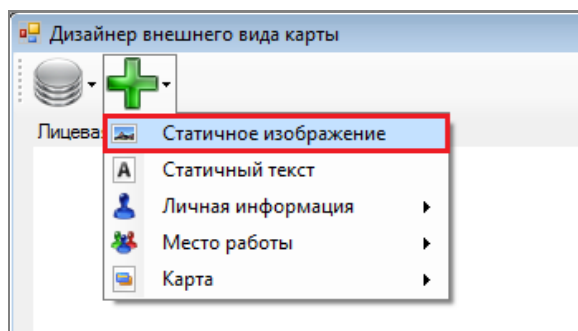 Дизайнер внешнего вида карты
Лицева
Статичное изображение
A Статичный текст
Личная информация
Место работы
Карта